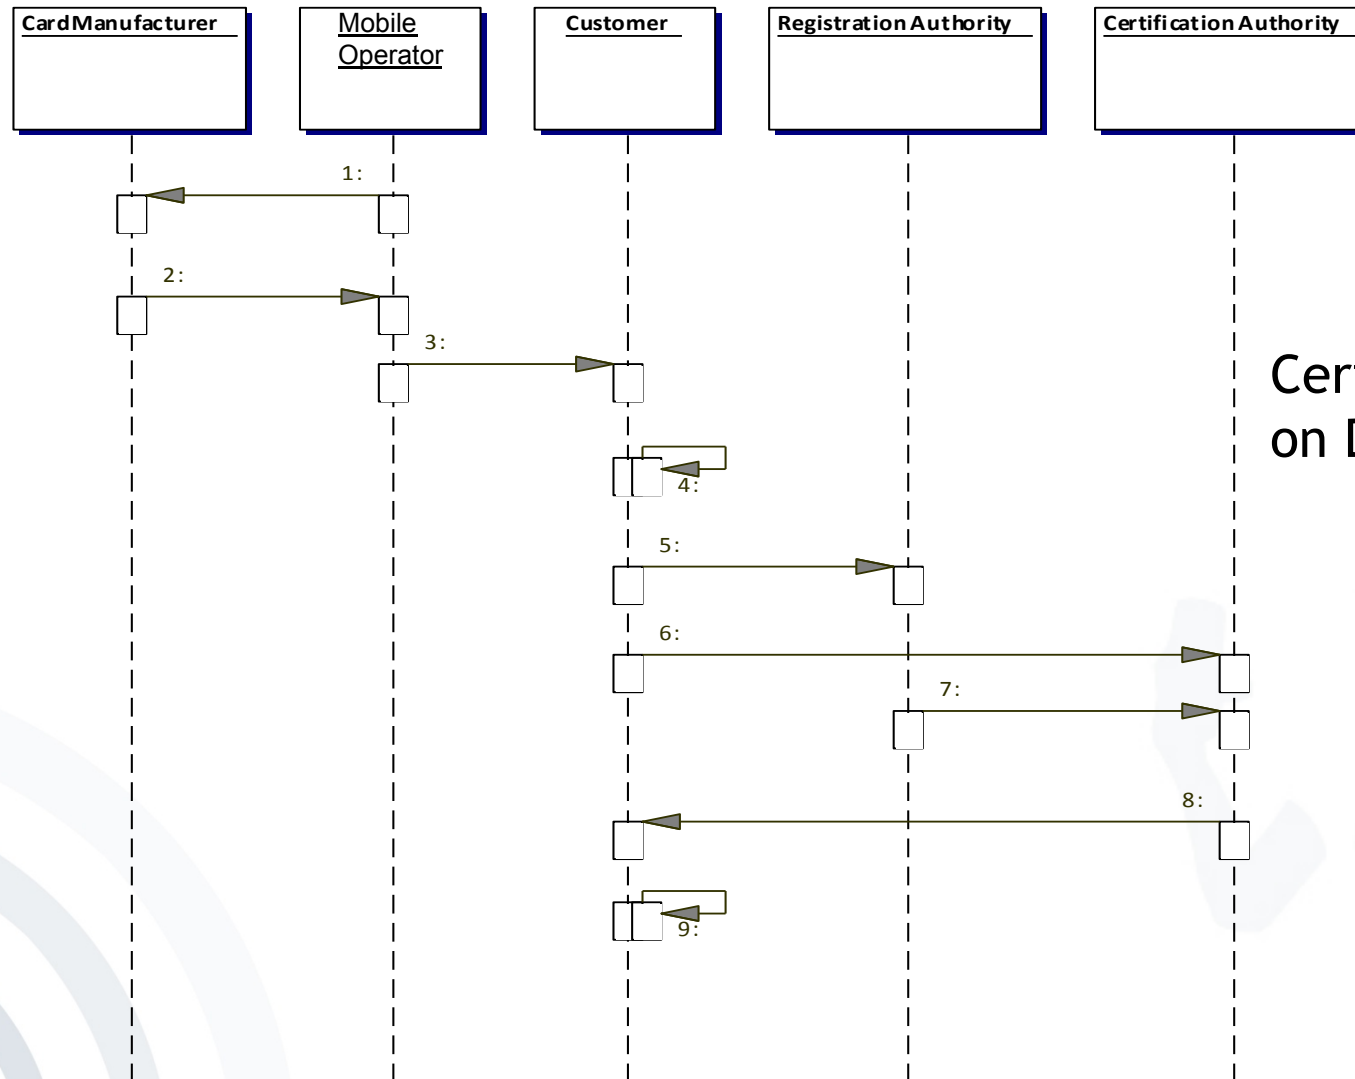 CardManufacturer
Mobile
Operator
Customer
Registration Authority
Certification Authority
1:
2:
3:
4:
5:
6:
7:
8:
9:
on